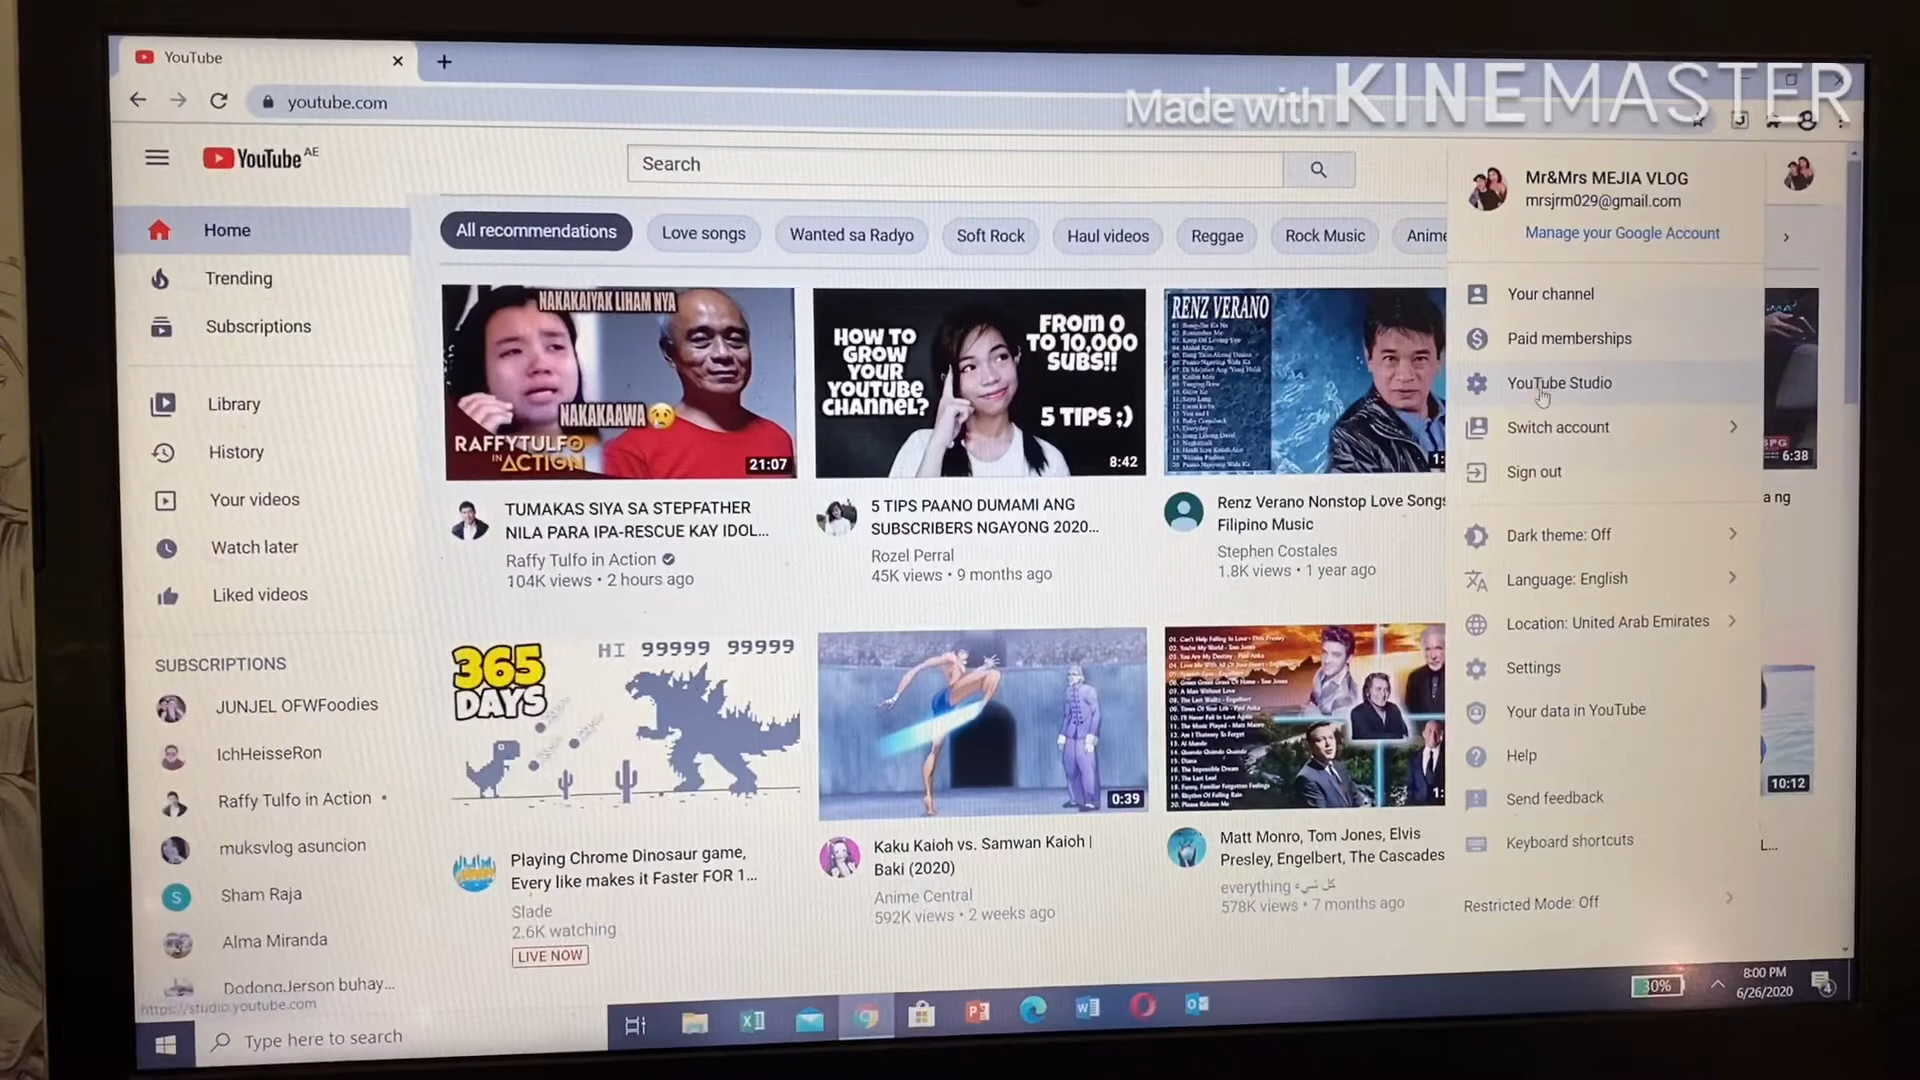 YouTube
Made with KINEMASTER
youtube.com
YouTube AE
Search
Mr&Mrs MEJIA VLOG
mrsjrm029@gmail.com
Manage your Google Account
Home
Trending
Subscriptions
Library
History
Your videos
Watch later
Liked videos
SUBSCRIPTIONS
JUNJEL OFWFoodies
IchHeisseRon
Raffy Tulfo in Action •
muksvlog asuncion
Sham Raja
Alma Miranda
DodongJerson buhay...
https://studio.youtube.com
All recommendations
Love songs
Wanted sa Radyo
Soft Rock
Haul videos
Reggae
Rock Music
Anime
NAKAKAIYAK LIHAM NYA
NAKAKAAWA
RAFFYTULFO
IN ACTION
21:07
TUMAKAS SIYA SA STEPFATHER
NILA PARA IPA-RESCUE KAY IDOL...
Raffy Tulfo in Action
104K views • 2 hours ago
HOW TO
GROW
YOUR
YOUTUBE
CHANNEL?
FROM 0
TO 10,000
SUBS!!
5 TIPS ;)
8:42
5 TIPS PAANO DUMAMI ANG
SUBSCRIBERS NGAYONG 2020...
Rozel Perral
45K views • 9 months ago
RENZ VERANO
1:
Renz Verano Nonstop Love Songs
Filipino Music
Stephen Costales
1.8K views • 1 year ago
6:38
a ng
365
DAYS
HI 99999 99999
Playing Chrome Dinosaur game,
Every like makes it Faster FOR 1...
Slade
2.6K watching
LIVE NOW
0:39
Kaku Kaioh vs. Samwan Kaioh |
Baki (2020)
Anime Central
592K views • 2 weeks ago
1:
Matt Monro, Tom Jones, Elvis
Presley, Engelbert, The Cascades
everything كل شيء
578K views • 7 months ago
10:12
L...
Your channel
Paid memberships
YouTube Studio
Switch account
Sign out
Dark theme: Off
Language: English
Location: United Arab Emirates
Settings
Your data in YouTube
Help
Send feedback
Keyboard shortcuts
Restricted Mode: Off
Type here to search
30%
8:00 PM
6/26/2020
4